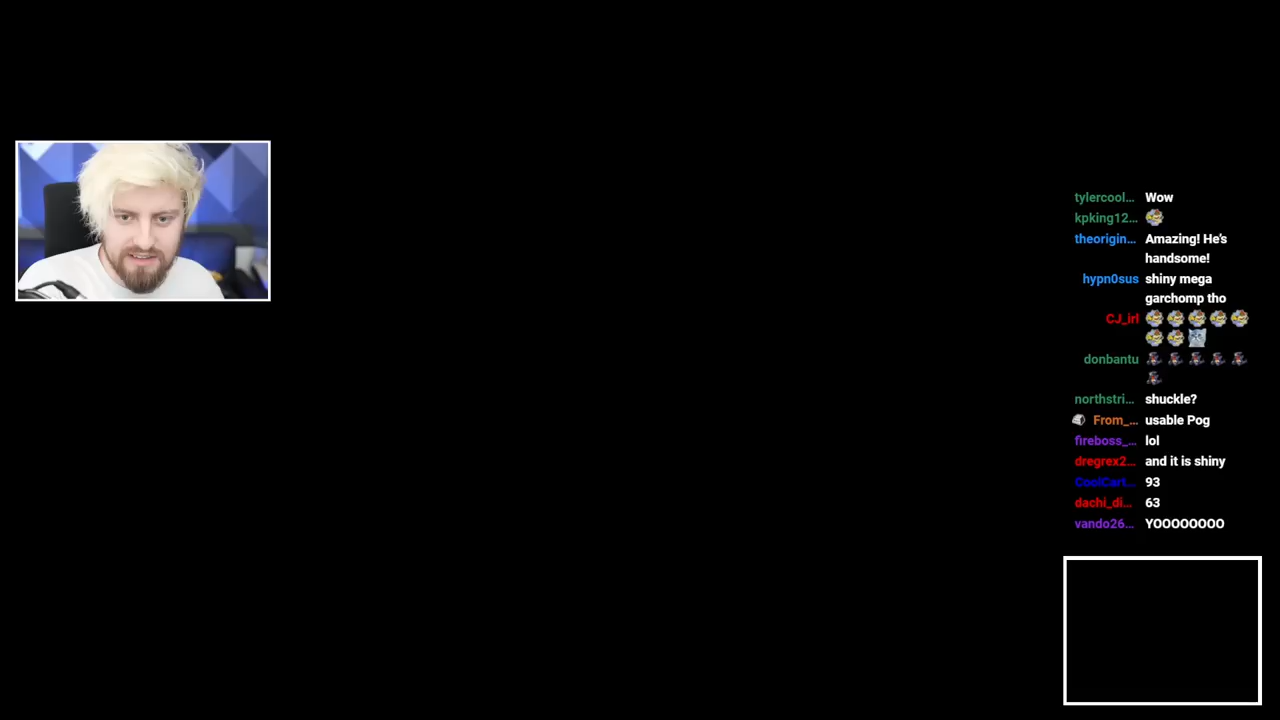 tylercool... Wow
kpking12...
theorigin... Amazing! He's
handsome!
hypn0sus shiny mega
garchomp tho
CJ_irl
donbantu
northstri... shuckle?
From_... usable Pog
fireboss_... lol
dregrex2... and it is shiny
CoolCart... 93
dachi_di... 63
vando26... YOOOOOOOO